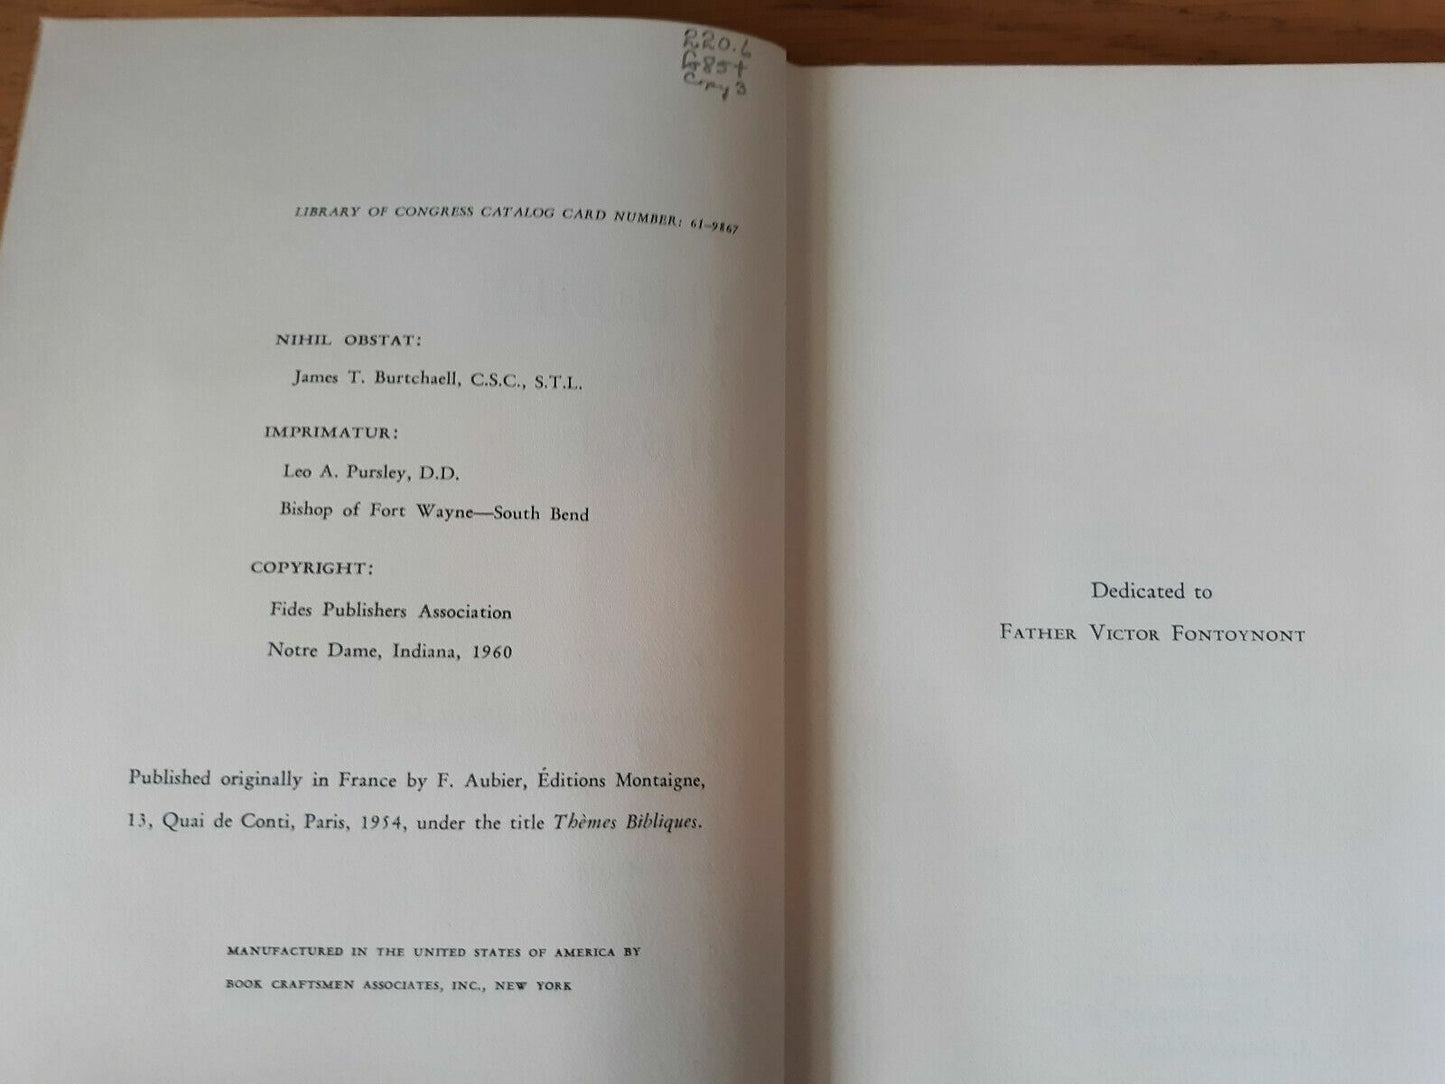 220.6
G85t
Copy 3
LIBRARY OF CONGRESS CATALOG CARD NUMBER: 61–9867
NIHIL OBSTAT:
James T. Burtchaell, C.S.C., S.T.L.
IMPRIMATUR:
Leo A. Pursley, D.D.
Bishop of Fort Wayne—South Bend
COPYRIGHT:
Fides Publishers Association
Notre Dame, Indiana, 1960
Published originally in France by F. Aubier, Éditions Montaigne,
13, Quai de Conti, Paris, 1954, under the title Thèmes Bibliques.
MANUFACTURED IN THE UNITED STATES OF AMERICA BY
BOOK CRAFTSMEN ASSOCIATES, INC., NEW YORK
Dedicated to
FATHER VICTOR FONTOYNONT